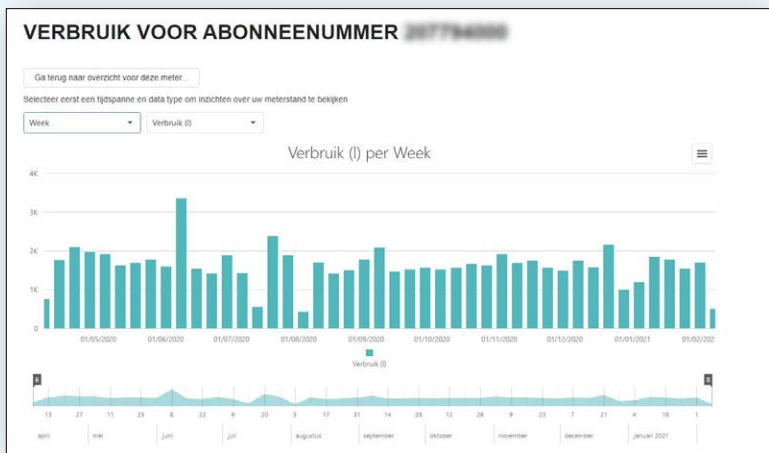 VERBRUIK VOOR ABONNEENUMMER
Ga terug naar overzicht voor deze meter...
Selecteer eerst een tijdspanne en data type om inzichten over uw meterstand te bekijken
Week Verbruik (l)
Verbruik (l) per Week
4K
3K
2K
1K
0
01/05/2020 01/06/2020 01/07/2020 01/08/2020 01/09/2020 01/10/2020 01/11/2020 01/12/2020 01/01/2021 01/02/202
Verbruik (l)
13 27 11 25 8 22 6 20 3 17 31 14 28 12 26 9 23 7 21 4 18 1
april mei juni juli augustus september oktober november december januari 2021